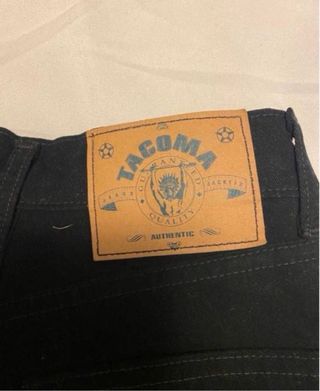 TACOMA
GUARANTEED
JEANS
JACKETS
QUALITY
AUTHENTIC